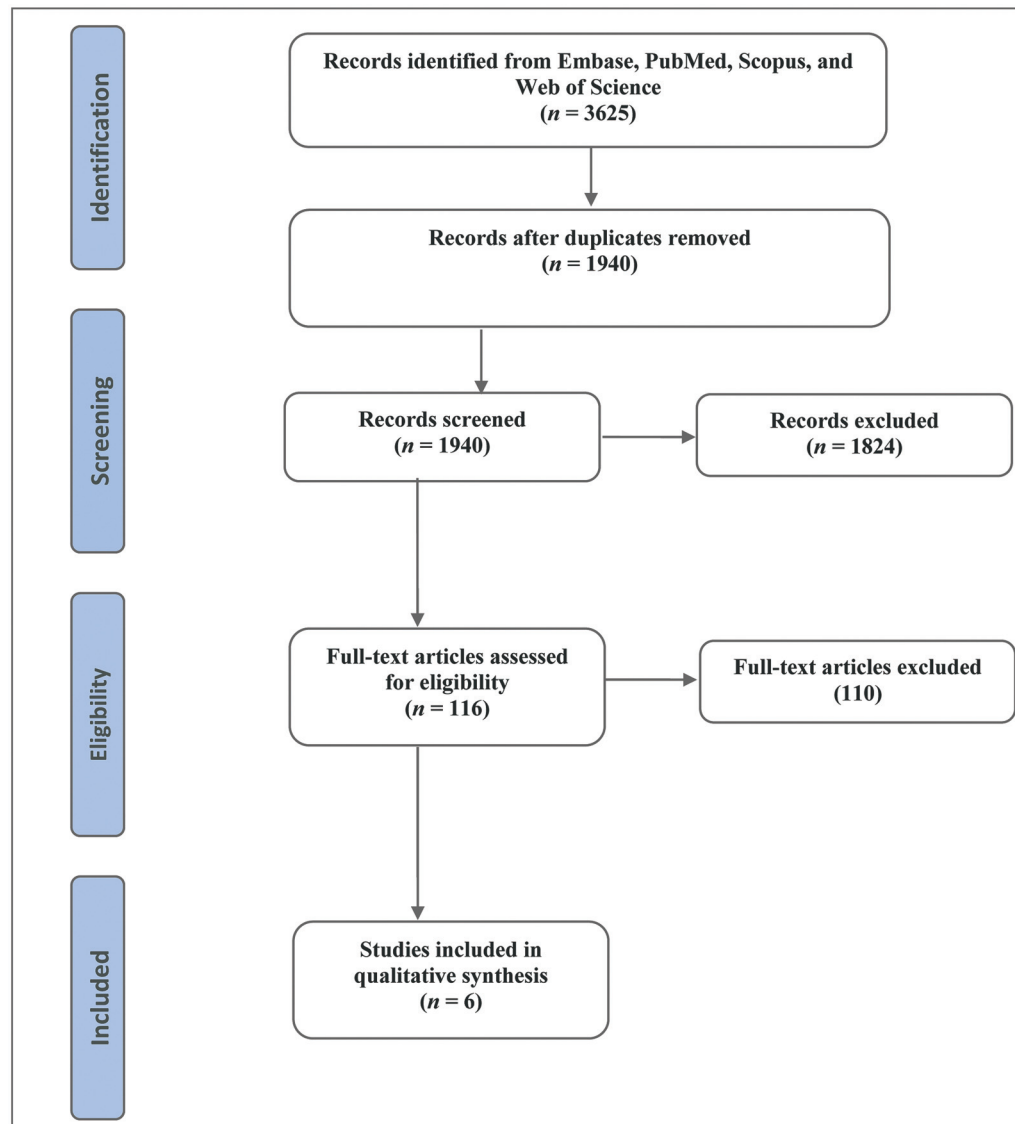 Identification
Records identified from Embase, PubMed, Scopus, and
Web of Science
(n = 3625)
Records after duplicates removed
(n = 1940)
Screening
Records screened
(n = 1940)
Records excluded
(n = 1824)
Eligibility
Full-text articles assessed
for eligibility
(n = 116)
Full-text articles excluded
(110)
Included
Studies included in
qualitative synthesis
(n = 6)